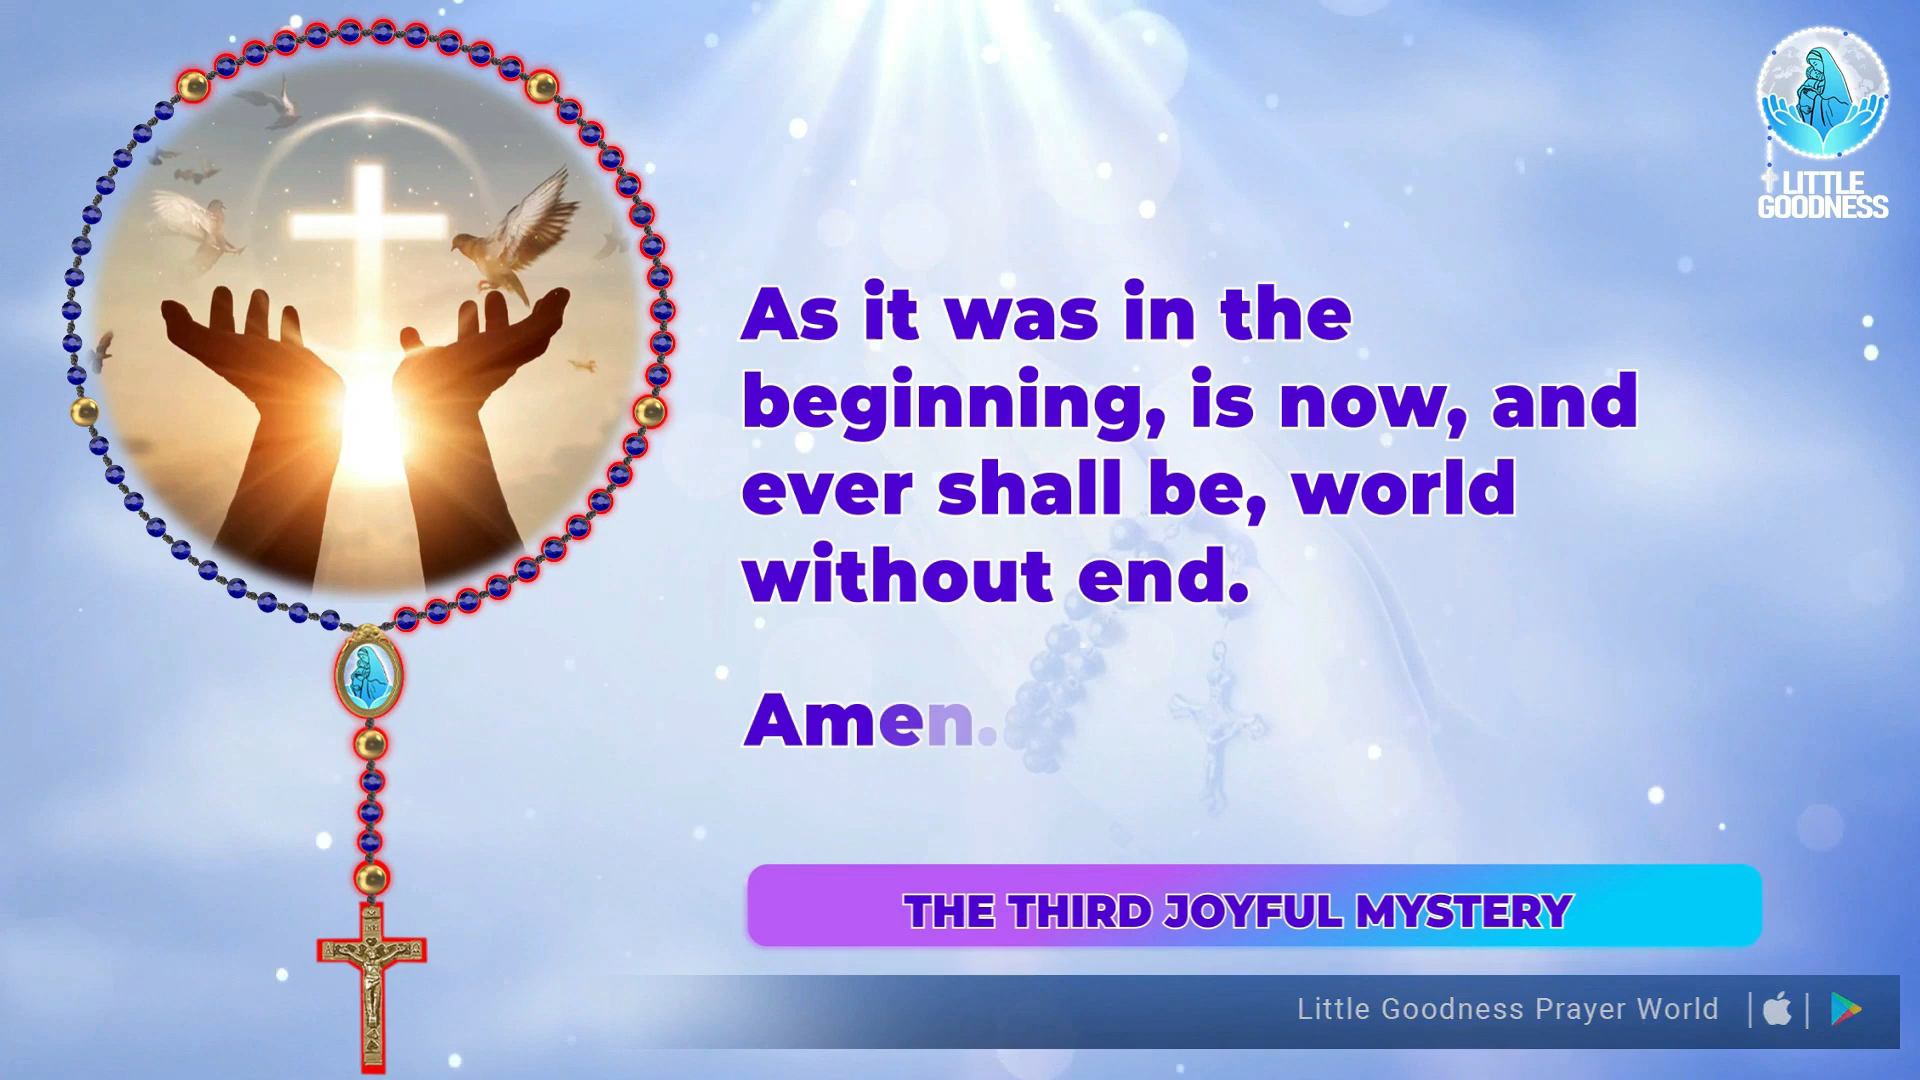 LITTLE
GOODNESS
As it was in the
beginning, is now, and
ever shall be, world
without end.
Amen.
THE THIRD JOYFUL MYSTERY
Little Goodness Prayer World
INRI